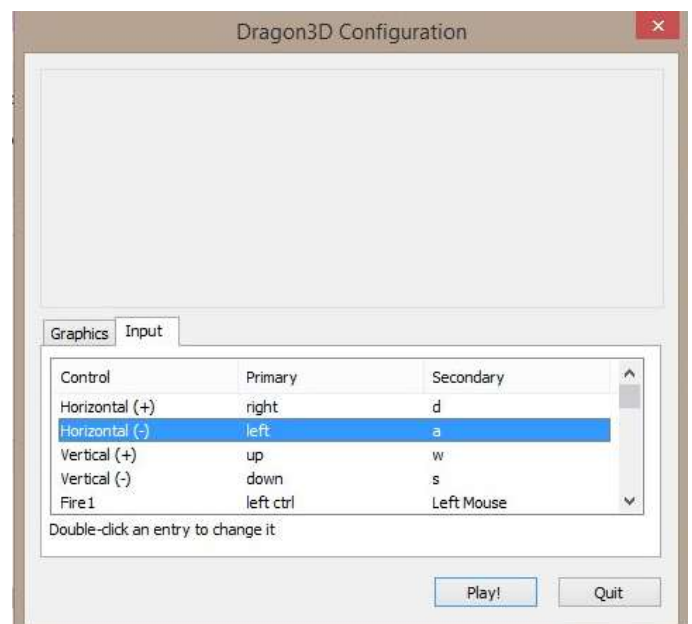 Dragon3D Configuration
Graphics Input
Control Primary Secondary
Horizontal (+) right d
Horizontal (-) left a
Vertical (+) up w
Vertical (-) down s
Fire1 left ctrl Left Mouse
Double-click an entry to change it
Play! Quit